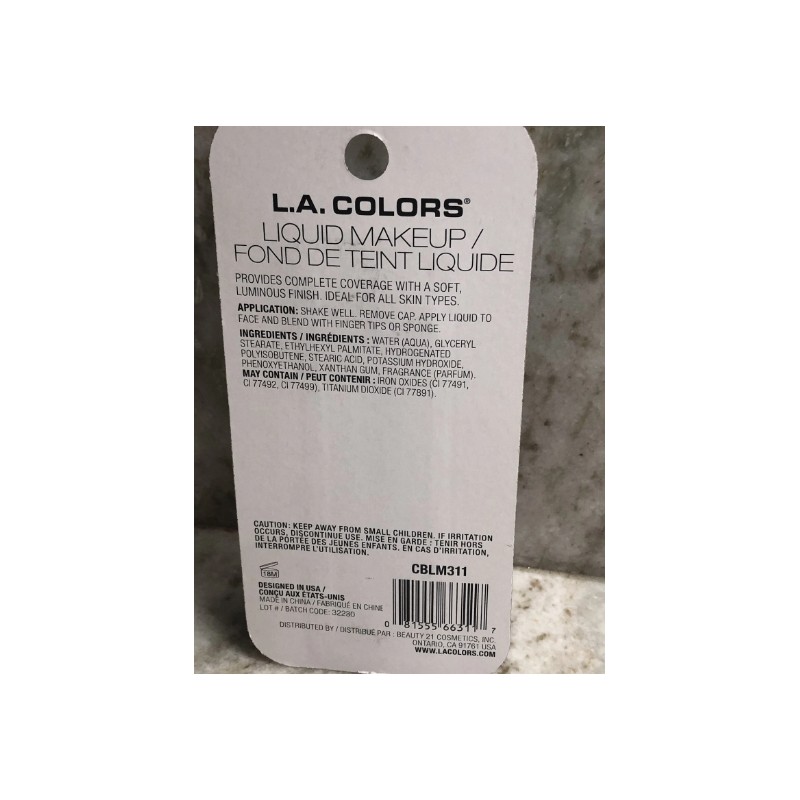 L.A. COLORS®
LIQUID MAKEUP /
FOND DE TEINT LIQUIDE
PROVIDES COMPLETE COVERAGE WITH A SOFT,
LUMINOUS FINISH. IDEAL FOR ALL SKIN TYPES.
APPLICATION: SHAKE WELL. REMOVE CAP. APPLY LIQUID TO
FACE AND BLEND WITH FINGER TIPS OR SPONGE.
INGREDIENTS / INGRÉDIENTS : WATER (AQUA), GLYCERYL
STEARATE, ETHYLHEXYL PALMITATE, HYDROGENATED
POLYISOBUTENE, STEARIC ACID, POTASSIUM HYDROXIDE,
PHENOXYETHANOL, XANTHAN GUM, FRAGRANCE (PARFUM).
MAY CONTAIN / PEUT CONTENIR : IRON OXIDES (CI 77491,
CI 77492, CI 77499), TITANIUM DIOXIDE (CI 77891).
CAUTION: KEEP AWAY FROM SMALL CHILDREN. IF IRRITATION
OCCURS, DISCONTINUE USE. MISE EN GARDE : TENIR HORS
DE LA PORTÉE DES JEUNES ENFANTS. EN CAS D'IRRITATION,
INTERROMPRE L'UTILISATION.
18M
CBLM311
DESIGNED IN USA /
CONÇU AUX ÉTATS-UNIS
MADE IN CHINA / FABRIQUÉ EN CHINE
LOT # / BATCH CODE: 32280
0 81555 66311 7
DISTRIBUTED BY / DISTRIBUÉ PAR : BEAUTY 21 COSMETICS, INC.
ONTARIO, CA 91761 USA
WWW.LACOLORS.COM